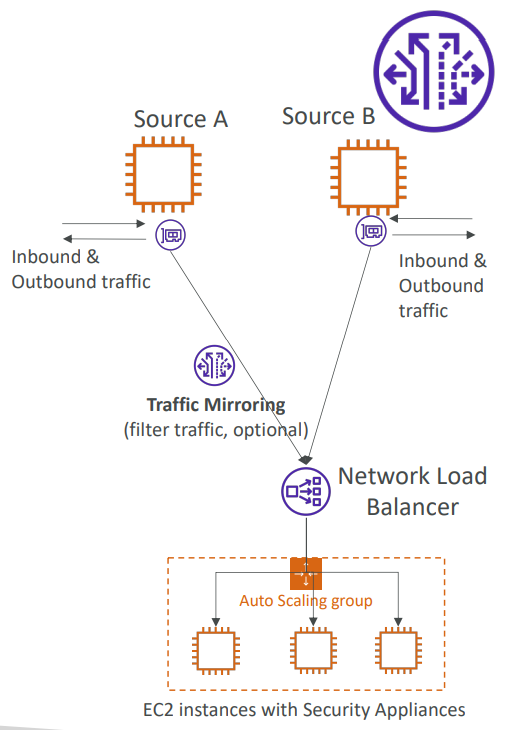 Source A
Source B
Inbound &
Outbound traffic
Inbound &
Outbound
traffic
Traffic Mirroring
(filter traffic, optional)
Network Load
Balancer
Auto Scaling group
EC2 instances with Security Appliances